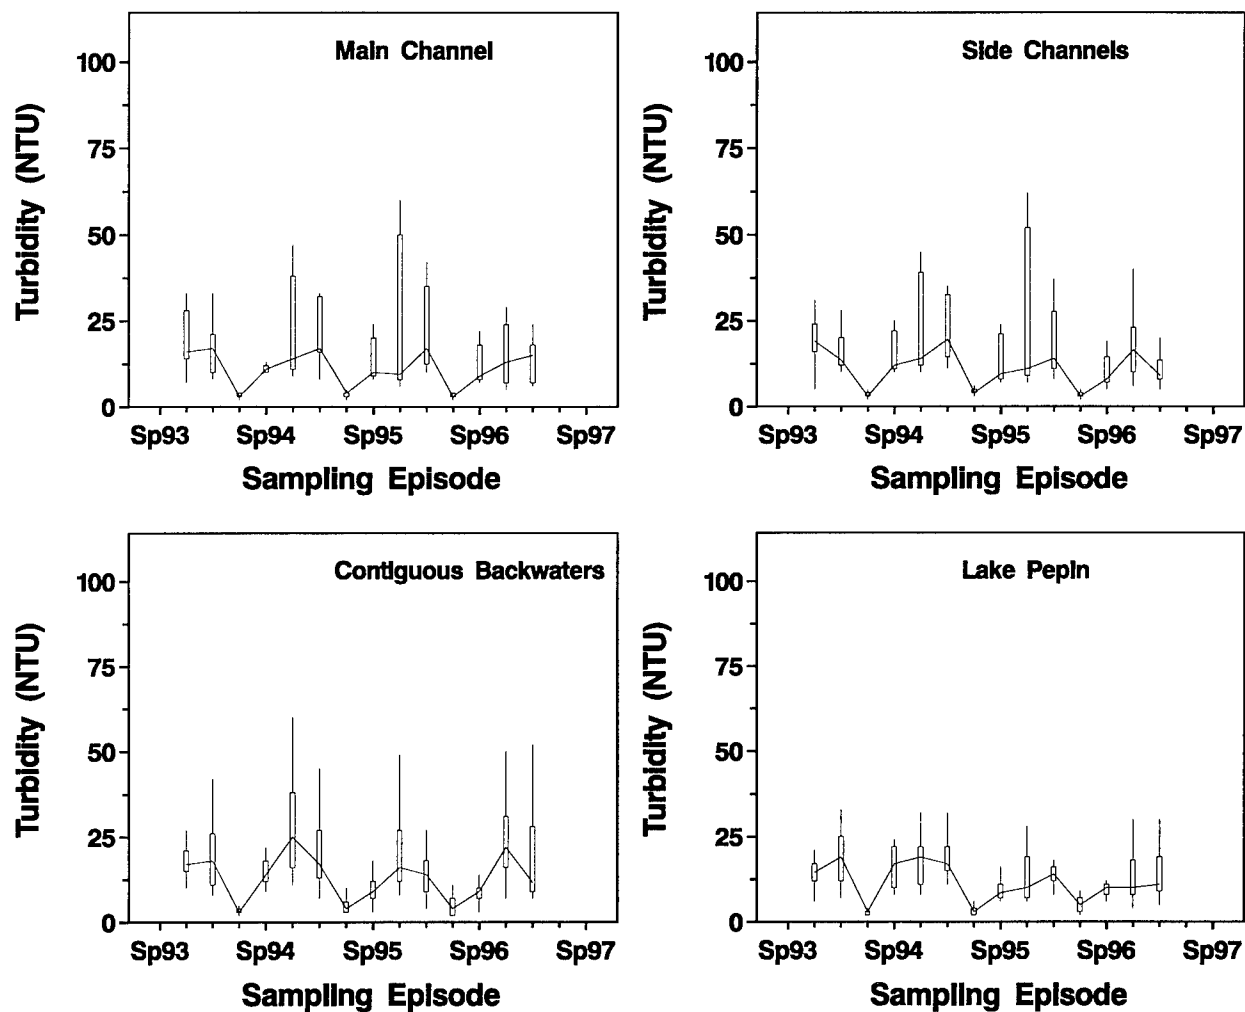 Main Channel
Turbidity (NTU)
100
75
50
25
0
Sp93 Sp94 Sp95 Sp96 Sp97
Sampling Episode
Side Channels
Turbidity (NTU)
100
75
50
25
0
Sp93 Sp94 Sp95 Sp96 Sp97
Sampling Episode
Contiguous Backwaters
Turbidity (NTU)
100
75
50
25
0
Sp93 Sp94 Sp95 Sp96 Sp97
Sampling Episode
Lake Pepin
Turbidity (NTU)
100
75
50
25
0
Sp93 Sp94 Sp95 Sp96 Sp97
Sampling Episode